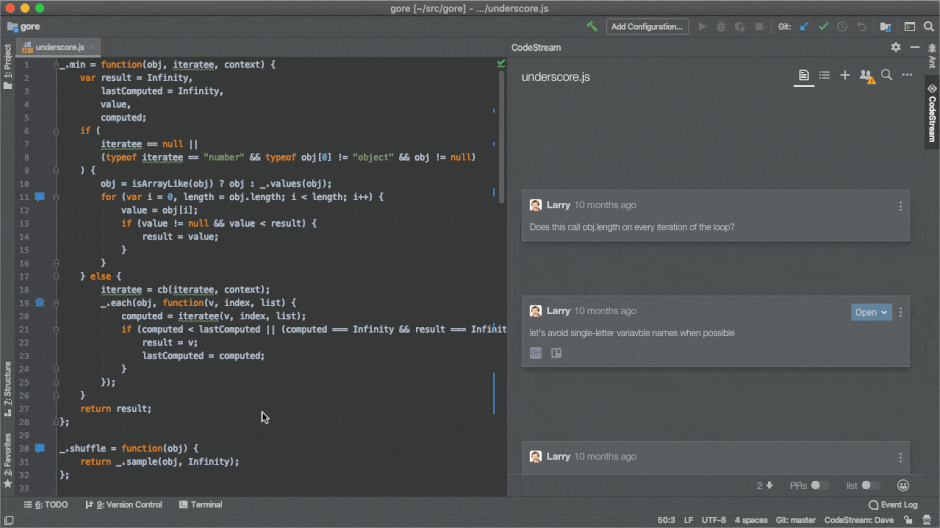 gore [~/src/gore] - .../underscore.js
gore
Add Configuration...
Git:
1: Project
underscore.js
CodeStream
1 _.min = function(obj, iteratee, context) {
2 var result = Infinity,
3 lastComputed = Infinity,
4 value,
5 computed;
6 if (
7 iteratee == null ||
8 (typeof iteratee == "number" && typeof obj[0] != "object" && obj != null)
9 ) {
10 obj = isArrayLike(obj) ? obj : _.values(obj);
11 for (var i = 0, length = obj.length; i < length; i++) {
12 value = obj[i];
13 if (value != null && value < result) {
14 result = value;
15 }
16 }
17 } else {
18 iteratee = cb(iteratee, context);
19 _.each(obj, function(v, index, list) {
20 computed = iteratee(v, index, list);
21 if (computed < lastComputed || (computed === Infinity && result === Infinit
22 result = v;
23 lastComputed = computed;
24 }
25 });
26 }
27 return result;
28 };
29
30 _.shuffle = function(obj) {
31 return _.sample(obj, Infinity);
32 };
33
underscore.js
Larry 10 months ago
Does this call obj.length on every iteration of the loop?
Larry 10 months ago
Open
let's avoid single-letter variavble names when possible
Larry 10 months ago
2
PRs
list
Ant
CodeStream
7: Structure
2: Favorites
6: TODO
9: Version Control
Terminal
Event Log
50:3 LF UTF-8 4 spaces Git: master CodeStream: Dave